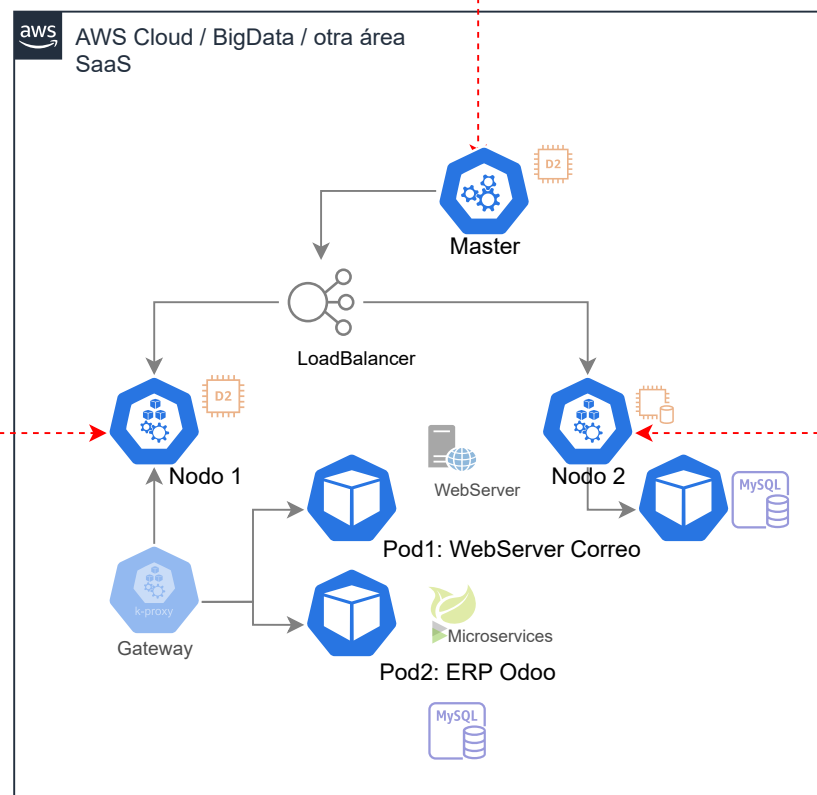 aws
AWS Cloud / BigData / otra área
SaaS
D2
Master
LoadBalancer
D2
Nodo 1
WebServer
Nodo 2
MySQL
Pod1: WebServer Correo
k-proxy
Gateway
Microservices
Pod2: ERP Odoo
MySQL